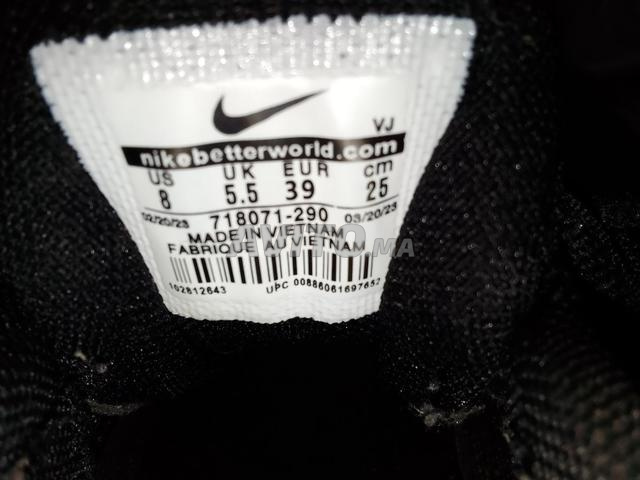 VJ
nikebetterworld.com
US UK EUR cm
8 5.5 39 25
02/20/23 718071-290 03/20/23
MADE IN VIETNAM
FABRIQUE AU VIETNAM
102812643 UPC 00886061697652